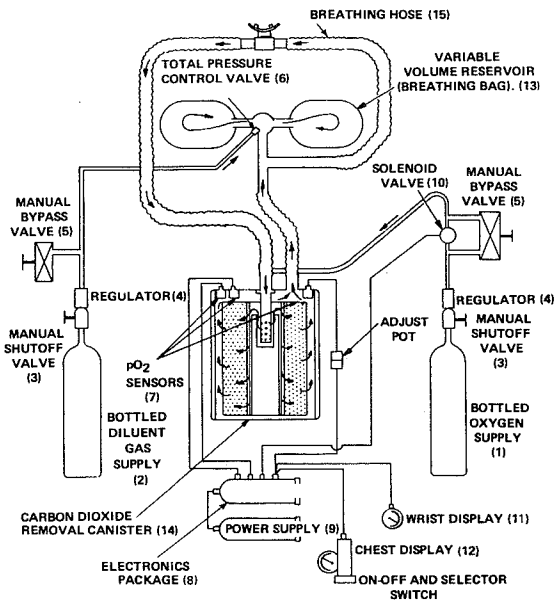 BREATHING HOSE (15)
TOTAL PRESSURE
CONTROL VALVE (6)
VARIABLE
VOLUME RESERVOIR
(BREATHING BAG). (13)
SOLENOID
VALVE (10)
MANUAL
BYPASS
VALVE (5)
MANUAL
BYPASS
VALVE (5)
REGULATOR (4)
MANUAL
SHUTOFF
VALVE
(3)
REGULATOR (4)
MANUAL
SHUTOFF
VALVE
(3)
ADJUST
POT
pO2
SENSORS
(7)
BOTTLED
DILUENT
GAS
SUPPLY
(2)
BOTTLED
OXYGEN
SUPPLY
(1)
CARBON DIOXIDE
REMOVAL CANISTER (14)
POWER SUPPLY (9)
ELECTRONICS
PACKAGE (8)
WRIST DISPLAY (11)
CHEST DISPLAY (12)
ON-OFF AND SELECTOR
SWITCH